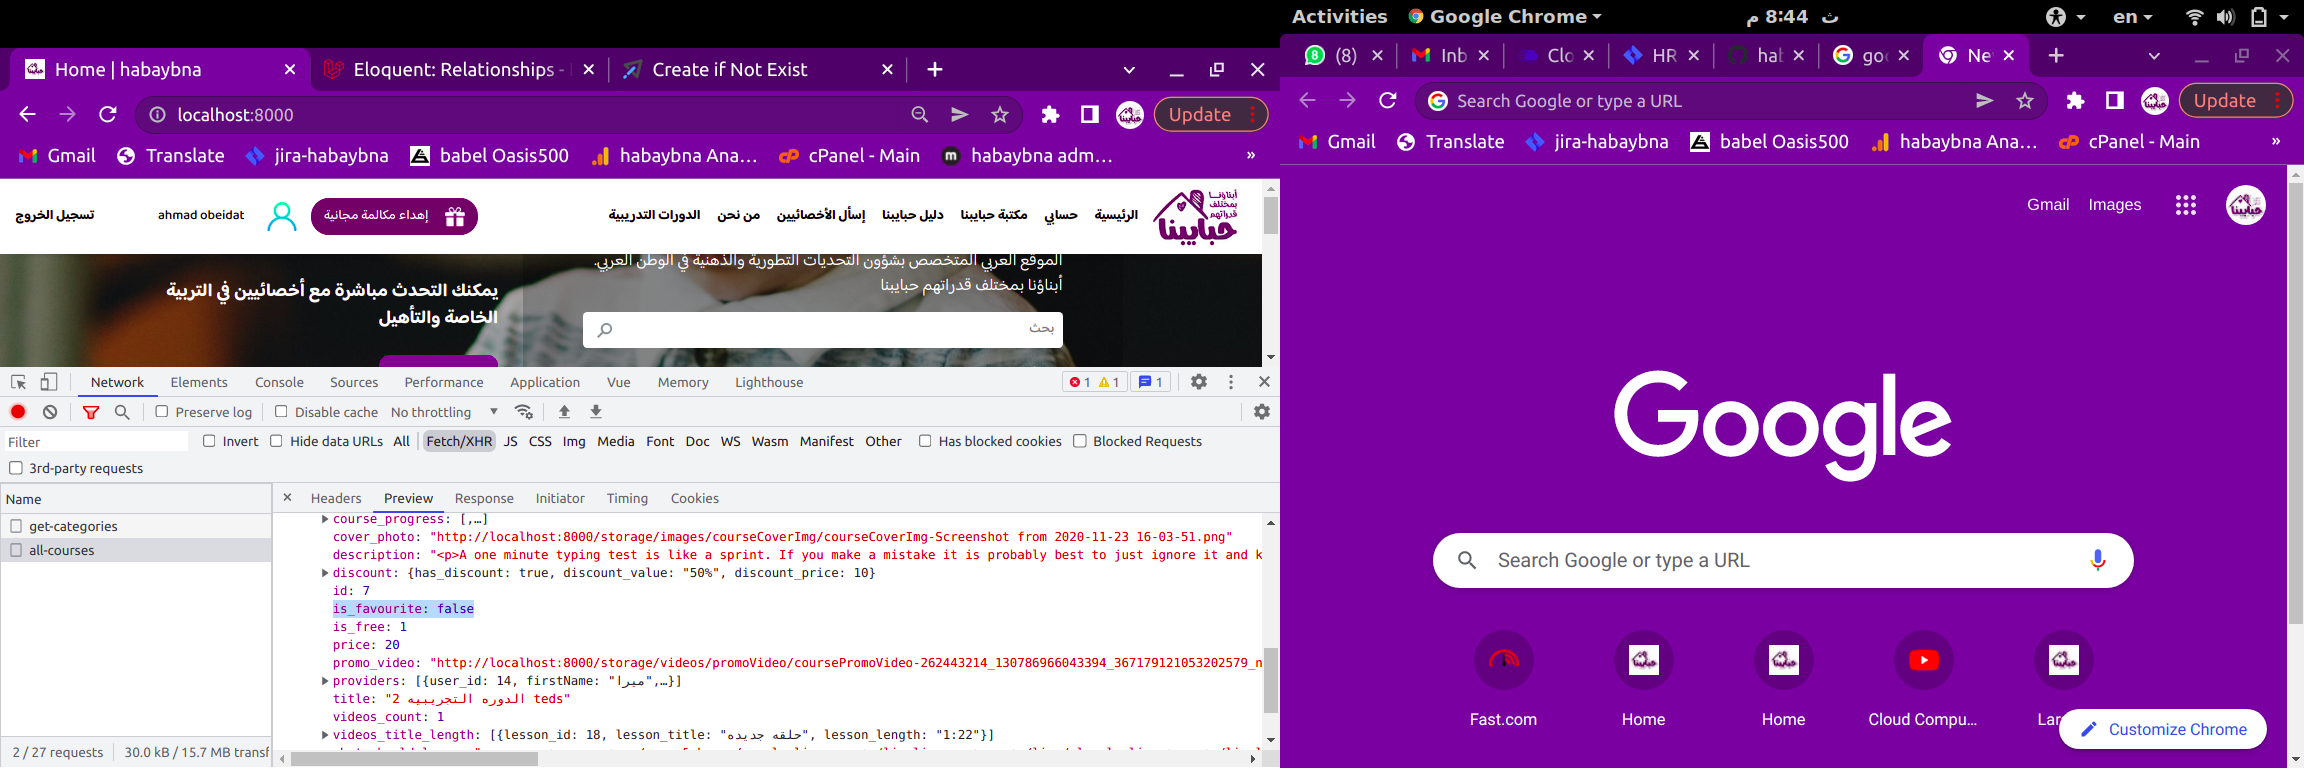 Home | habaybna
Eloquent: Relationships -
Create if Not Exist
localhost:8000
Update
Gmail
Translate
jira-habaybna
babel Oasis500
habaybna Ana...
cPanel - Main
habaybna adm...
»
أبناؤنا
بمختلف
قدراتهم
حبايبنا
الرئيسية
حسابي
مكتبة حبايبنا
دليل حبايبنا
إسأل الأخصائيين
من نحن
الدورات التدريبية
إهداء مكالمة مجانية
ahmad obeidat
تسجيل الخروج
الموقع العربي المتخصص بشؤون التحديات التطورية والذهنية في الوطن العربي.
أبناؤنا بمختلف قدراتهم حبايبنا
بحث
يمكنك التحدث مباشرة مع أخصائيين في التربية
الخاصة والتأهيل
Network
Elements
Console
Sources
Performance
Application
Vue
Memory
Lighthouse
1
1
1
Preserve log
Disable cache
No throttling
Filter
Invert
Hide data URLs
All
Fetch/XHR
JS
CSS
Img
Media
Font
Doc
WS
Wasm
Manifest
Other
Has blocked cookies
Blocked Requests
3rd-party requests
Name
get-categories
all-courses
2 / 27 requests
30.0 kB / 15.7 MB transf
Headers
Preview
Response
Initiator
Timing
Cookies
course_progress: [,…]
cover_photo: "http://localhost:8000/storage/images/courseCoverImg/courseCoverImg-Screenshot from 2020-11-23 16-03-51.png"
description: "<p>A one minute typing test is like a sprint. If you make a mistake it is probably best to just ignore it and k
discount: {has_discount: true, discount_value: "50%", discount_price: 10}
id: 7
is_favourite: false
is_free: 1
price: 20
promo_video: "http://localhost:8000/storage/videos/promoVideo/coursePromoVideo-262443214_130786966043394_367179121053202579_n
providers: [{user_id: 14, firstName: "ميرا",…}]
title: "الدوره التجريبيه 2 teds"
videos_count: 1
videos_title_length: [{lesson_id: 18, lesson_title: "حلقه جديده", lesson_length: "1:22"}]
Activities
Google Chrome
ث 8:44 م
en
(8)
Inb
Clo
HR
hab
goo
Ne
Search Google or type a URL
Update
Gmail
Translate
jira-habaybna
babel Oasis500
habaybna Ana...
cPanel - Main
»
Gmail
Images
حبايبنا
Google
Search Google or type a URL
Fast.com
Home
Home
Cloud Compu...
Lar
Customize Chrome